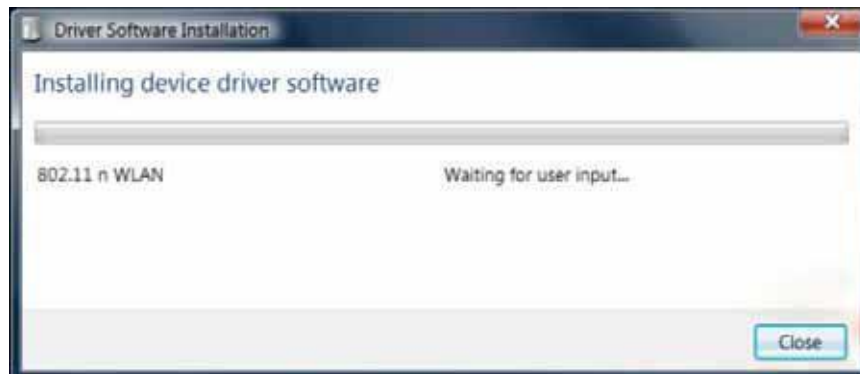 Driver Software Installation
Installing device driver software
802.11 n WLAN Waiting for user input...
Close